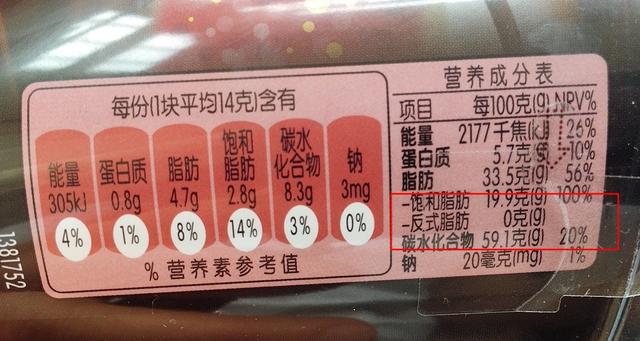 每份(1块平均14克)含有
能量 305kJ 4%
蛋白质 0.8g 1%
脂肪 4.7g 8%
饱和脂肪 2.8g 14%
碳水化合物 8.3g 3%
钠 3mg 0%
% 营养素参考值
营养成分表
项目 每100克(g) NRV%
能量 2177千焦(kJ) 26%
蛋白质 5.7克(g) 10%
脂肪 33.5克(g) 56%
-饱和脂肪 19.9克(g) 100%
-反式脂肪 0克(g)
碳水化合物 59.1克(g) 20%
钠 20毫克(mg) 1%
1381752